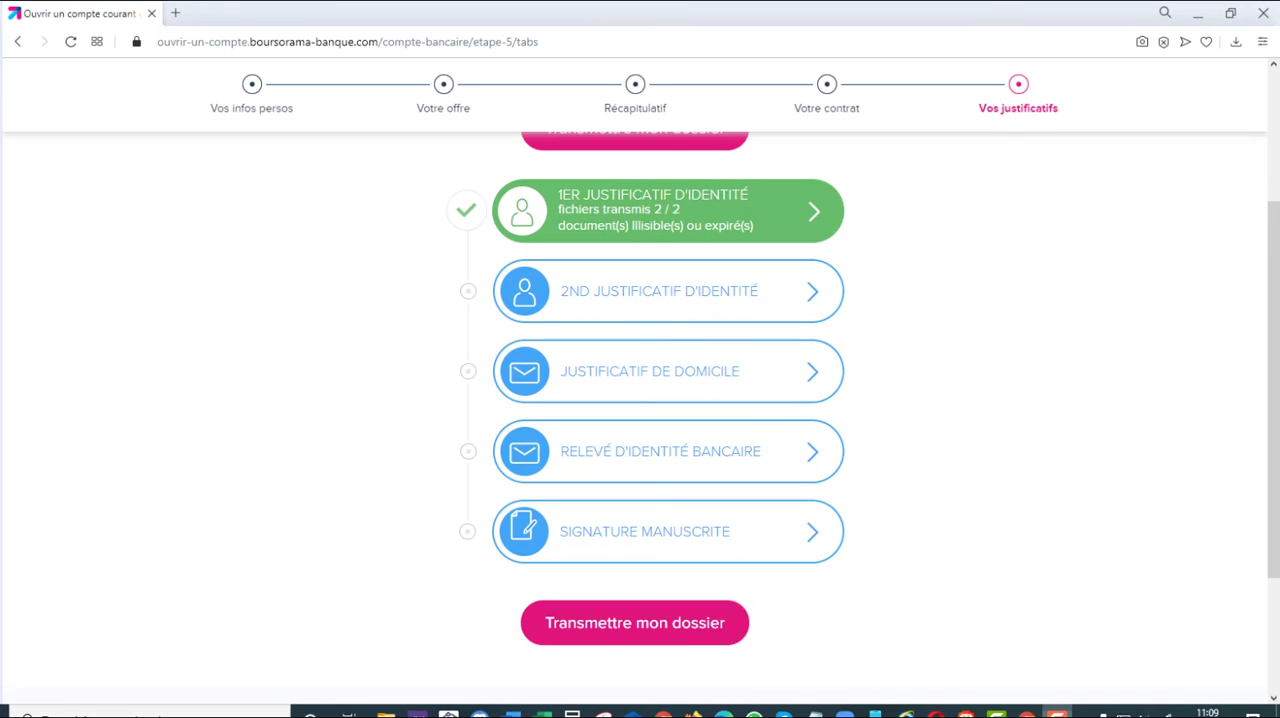 Ouvrir un compte courant
ouvrir-un-compte.boursorama-banque.com/compte-bancaire/etape-5/tabs
Vos infos persos
Votre offre
Récapitulatif
Votre contrat
Vos justificatifs
1ER JUSTIFICATIF D'IDENTITÉ
fichiers transmis 2 / 2
document(s) Illisible(s) ou expiré(s)
2ND JUSTIFICATIF D'IDENTITÉ
JUSTIFICATIF DE DOMICILE
RELEVÉ D'IDENTITÉ BANCAIRE
SIGNATURE MANUSCRITE
Transmettre mon dossier
11:09